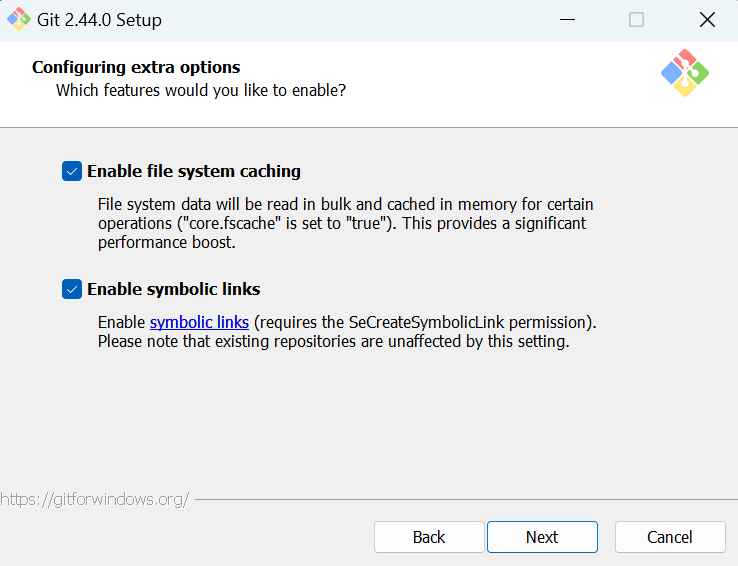 Git 2.44.0 Setup
Configuring extra options
Which features would you like to enable?
Enable file system caching
File system data will be read in bulk and cached in memory for certain
operations ("core.fscache" is set to "true"). This provides a significant
performance boost.
Enable symbolic links
Enable symbolic links (requires the SeCreateSymbolicLink permission).
Please note that existing repositories are unaffected by this setting.
https://gitforwindows.org/
Back Next Cancel